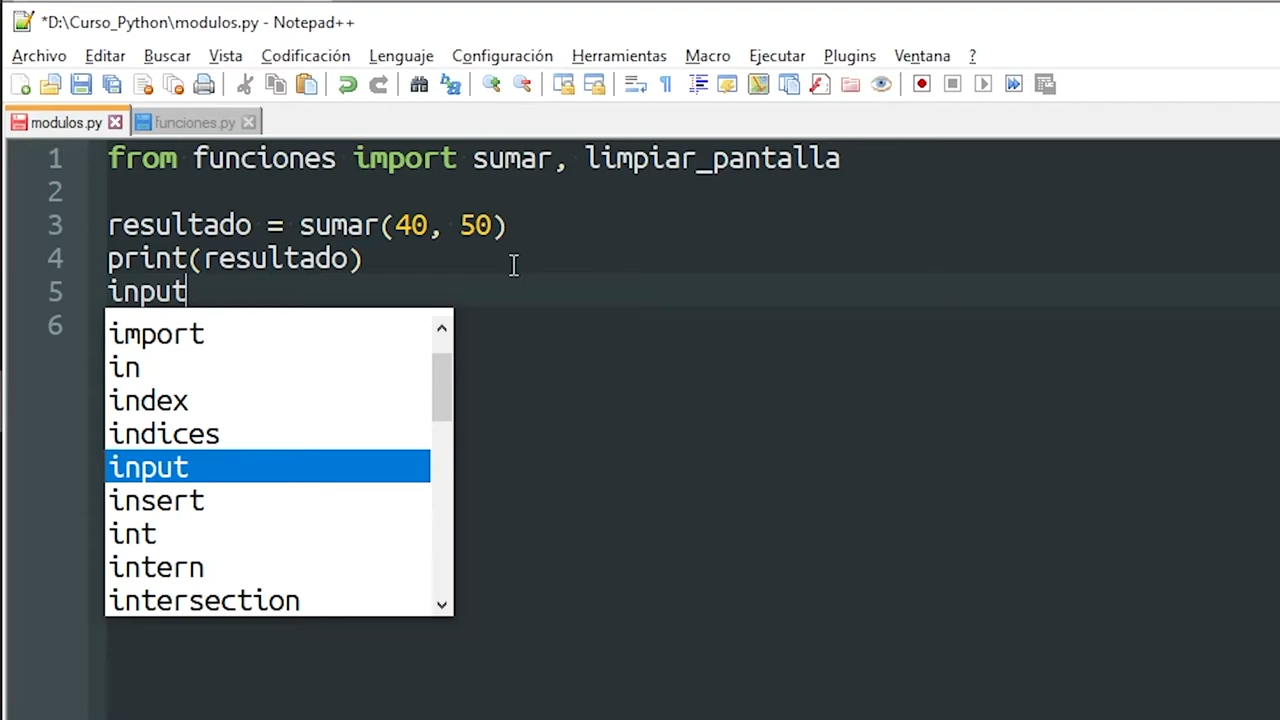 *D:\Curso_Python\modulos.py - Notepad++
Archivo Editar Buscar Vista Codificación Lenguaje Configuración Herramientas Macro Ejecutar Plugins Ventana ?
modulos.py funciones.py
1 from funciones import sumar, limpiar_pantalla
2
3 resultado = sumar(40, 50)
4 print(resultado)
5 input
6
import
in
index
indices
input
insert
int
intern
intersection